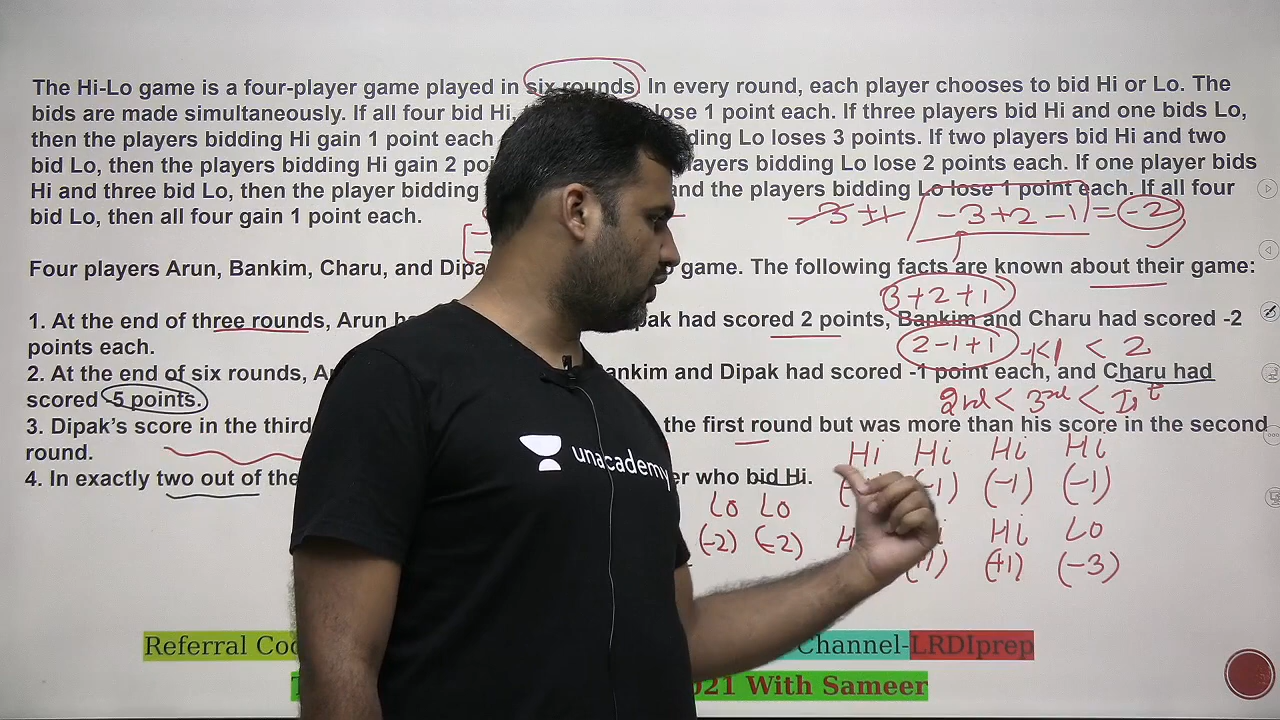 The Hi-Lo game is a four-player game played in six rounds. In every round, each player chooses to bid Hi or Lo. The
bids are made simultaneously. If all four bid Hi, lose 1 point each. If three players bid Hi and one bids Lo,
then the players bidding Hi gain 1 point each ding Lo loses 3 points. If two players bid Hi and two
bid Lo, then the players bidding Hi gain 2 poi layers bidding Lo lose 2 points each. If one player bids
Hi and three bid Lo, then the player bidding and the players bidding Lo lose 1 point each. If all four
bid Lo, then all four gain 1 point each.
3 +1 -3+2-1 = -2
Four players Arun, Bankim, Charu, and Dipa game. The following facts are known about their game:
3+2+1
1. At the end of three rounds, Arun pak had scored 2 points, Bankim and Charu had scored -2
points each.
2-1+1 < 2
2. At the end of six rounds, ankim and Dipak had scored -1 point each, and Charu had
scored 5 points.
2nd < 3rd < Ist
3. Dipak's score in the third the first round but was more than his score in the second
round.
Hi Hi Hi Hi
4. In exactly two out of the er who bid Hi.
(-1) (-1) (-1)
Lo Lo
Hi Lo
(-2) (-2)
(+1) (-3)
unacademy
Referral Co Channel-LRDIprep
021 With Sameer